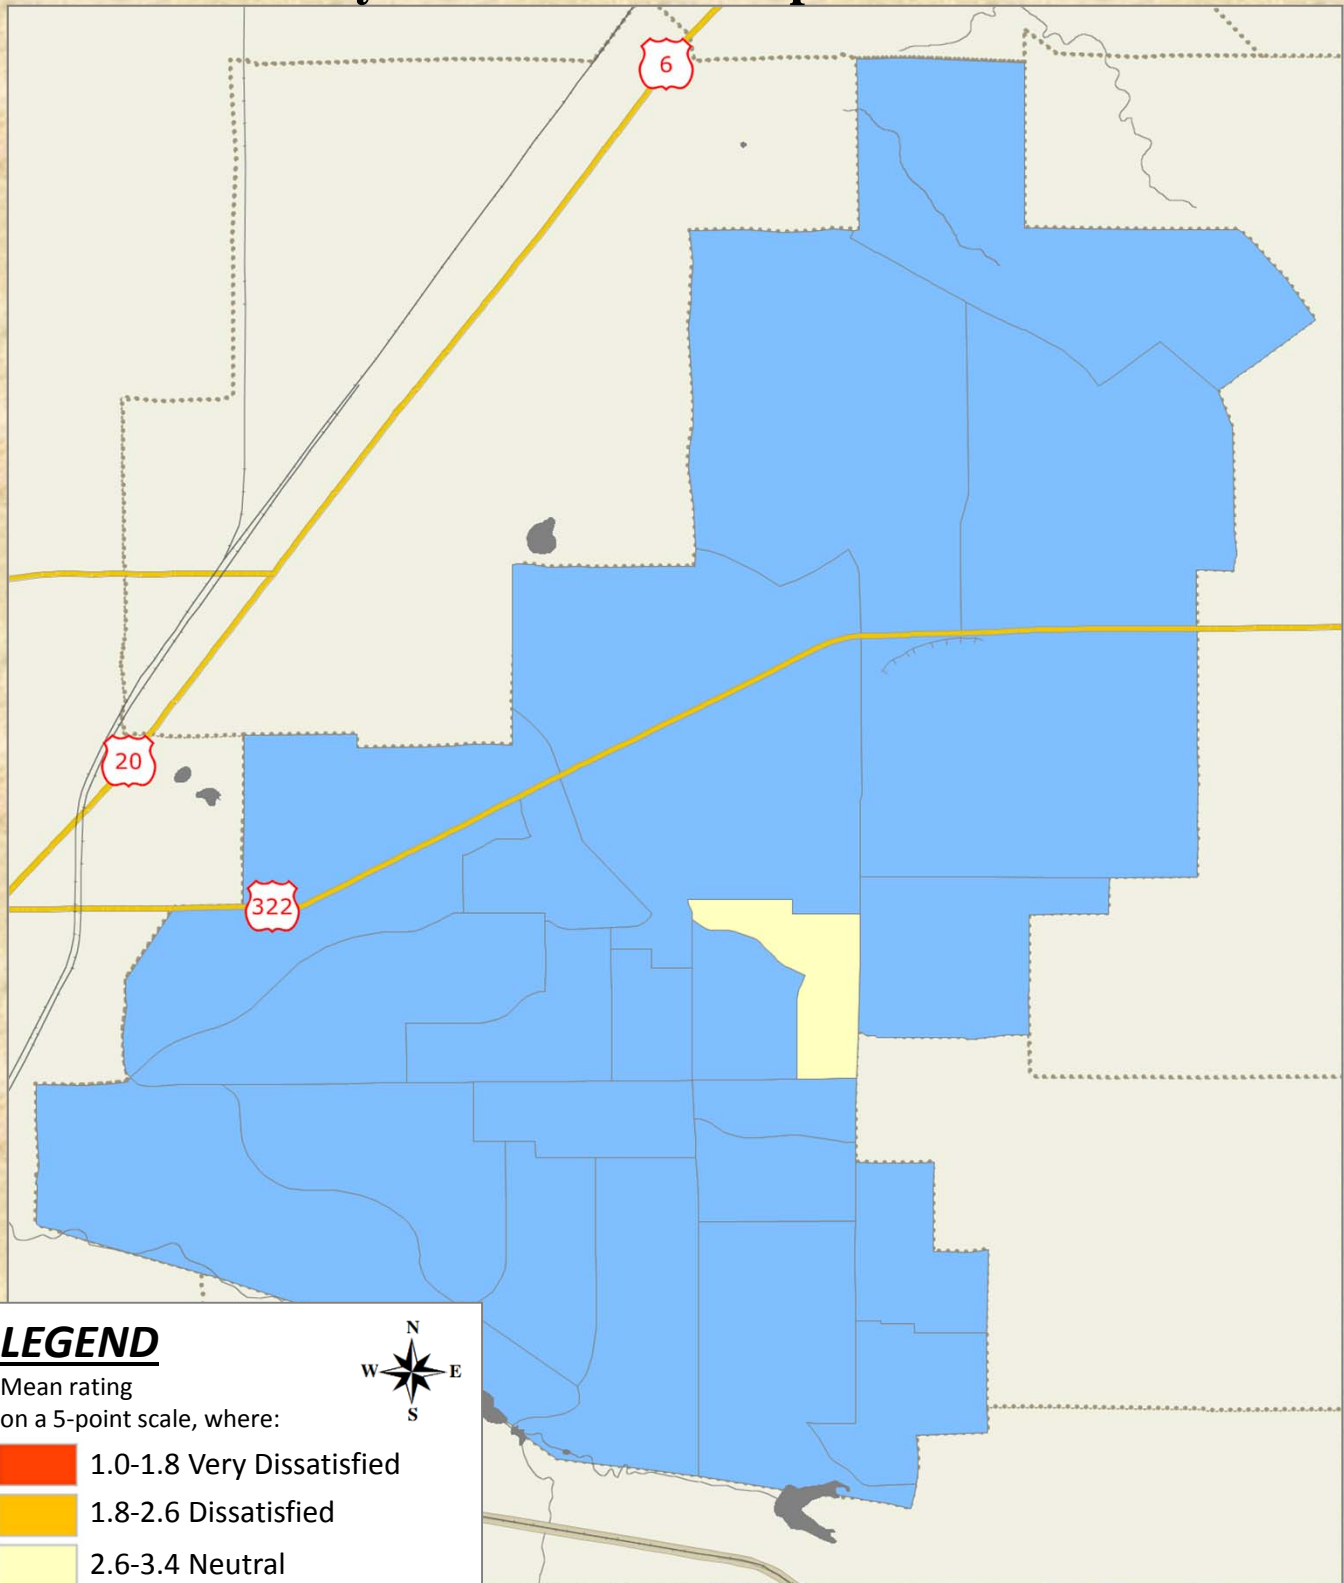 6
20
322
LEGEND
N
W E
S
Mean rating
on a 5-point scale, where:
1.0-1.8 Very Dissatisfied
1.8-2.6 Dissatisfied
2.6-3.4 Neutral